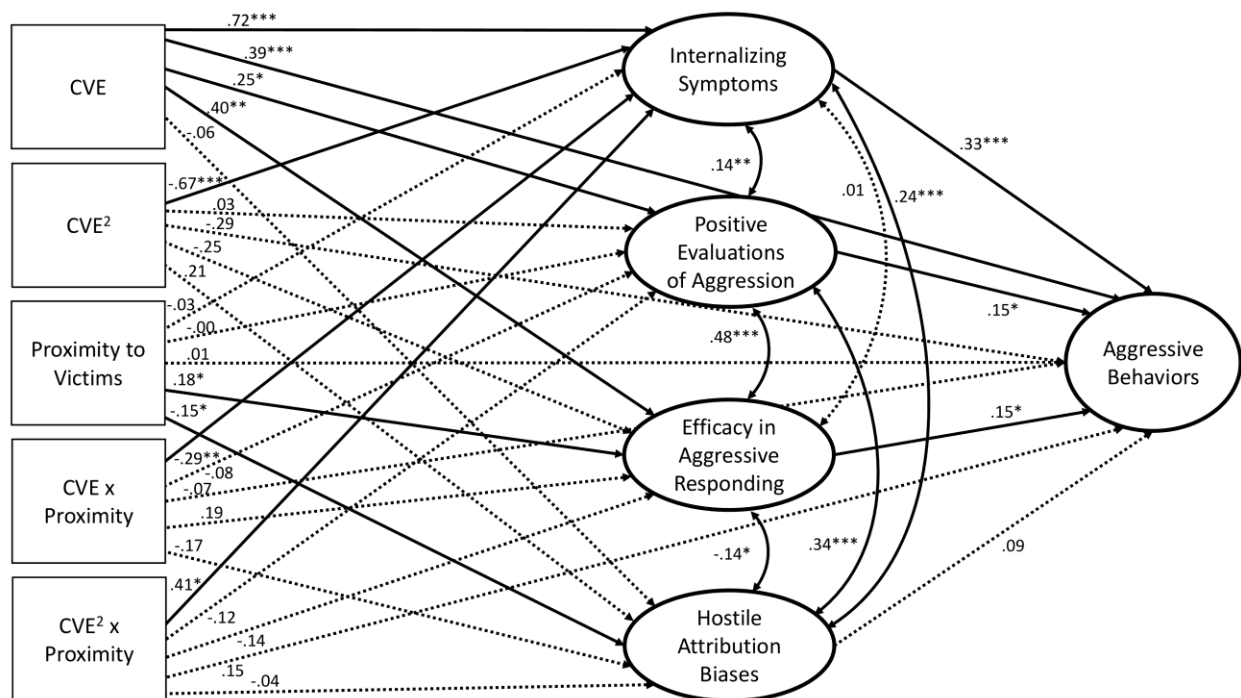 CVE
CVE²
Proximity to
Victims
CVE x
Proximity
CVE² x
Proximity
.72***
.39***
.25*
.40**
-.06
-.67***
.03
-.29
-.25
.21
-.03
-.00
.01
.18*
-.15*
-.29**
-.08
-.07
.19
-.17
.41*
-.12
-.14
.15
-.04
Internalizing
Symptoms
Positive
Evaluations
of Aggression
Efficacy in
Aggressive
Responding
Hostile
Attribution
Biases
.14**
.48***
-.14*
.01
.24***
.34***
.33***
.15*
.15*
.09
Aggressive
Behaviors